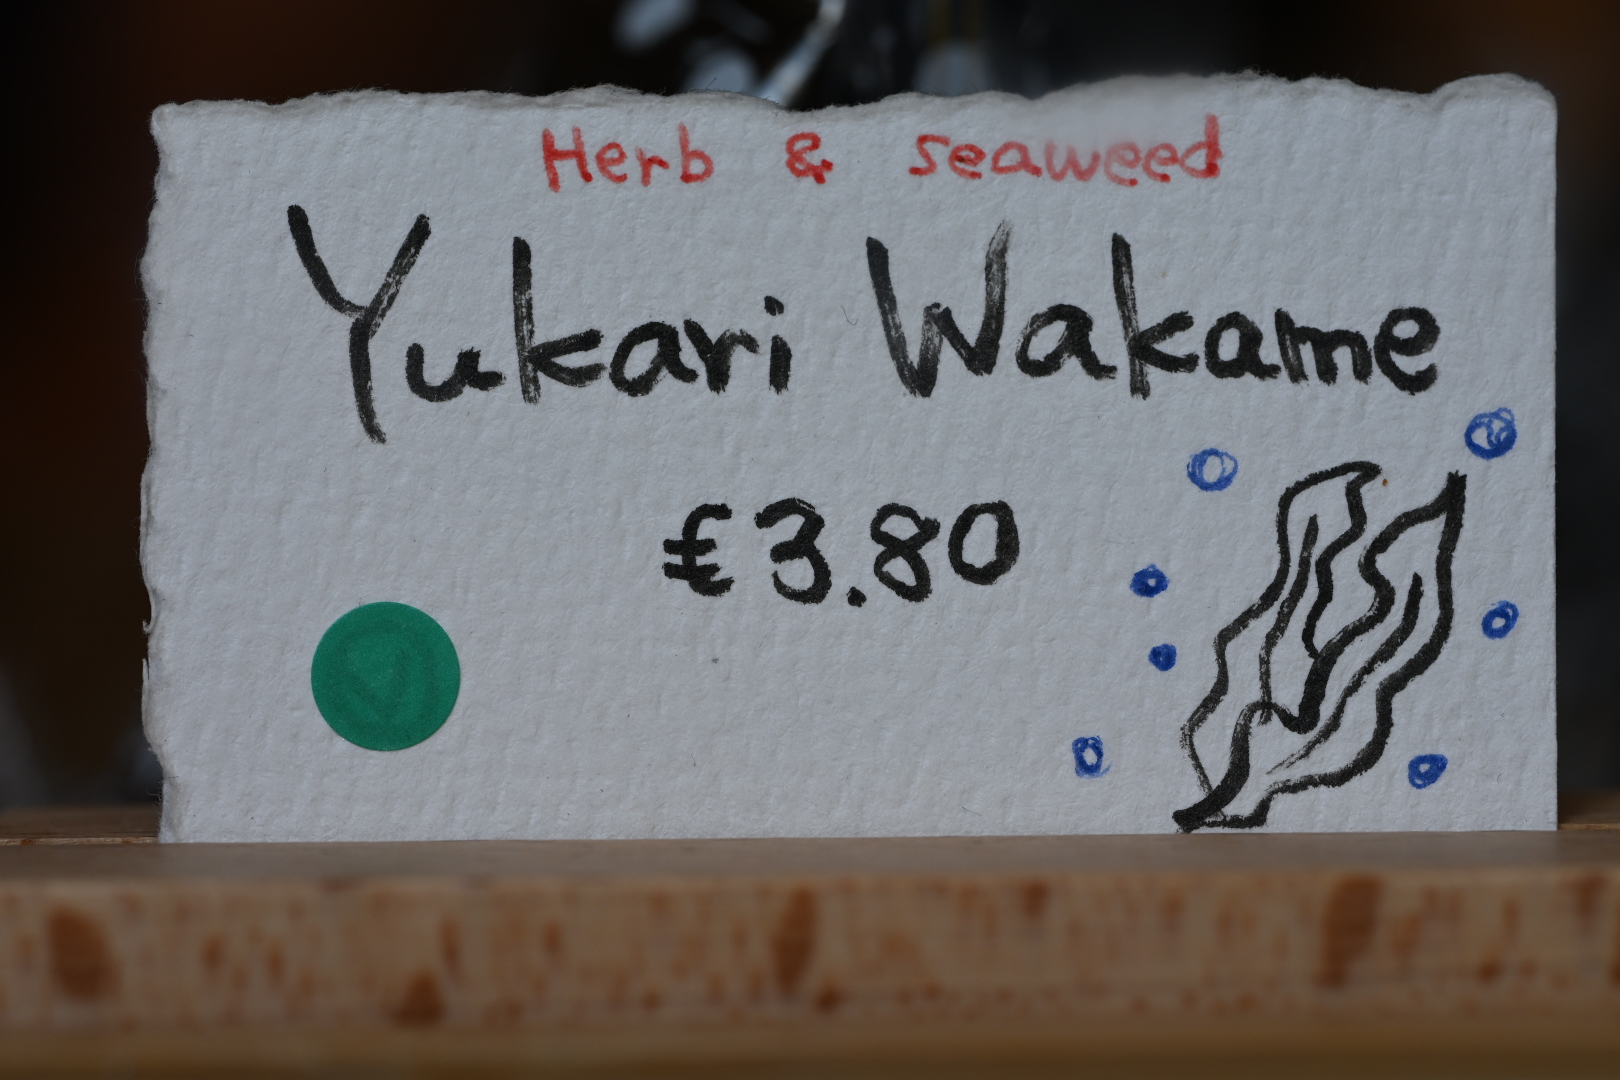 Herb & seaweed
Yukari Wakame
€3.80
V